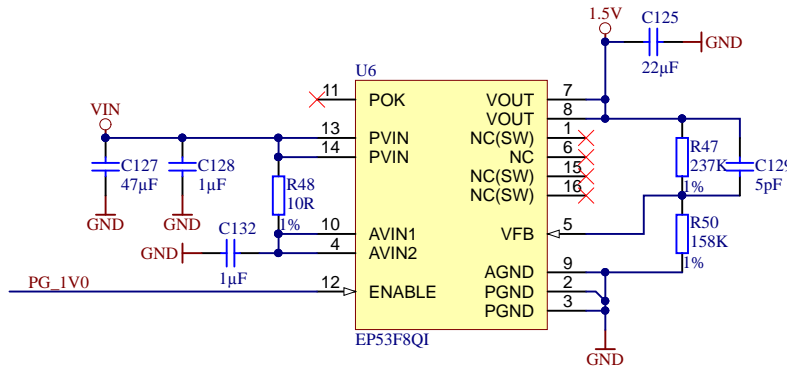 1.5V
C125
GND
22µF
U6
11
POK
VOUT
7
VOUT
8
VIN
13
PVIN
NC(SW)
1
14
PVIN
NC
6
NC(SW)
15
NC(SW)
16
C127
47µF
C128
1µF
R48
10R
1%
R47
237K
1%
C129
5pF
GND
GND
C132
1µF
GND
10
AVIN1
4
AVIN2
VFB
5
R50
158K
1%
AGND
9
PG_1V0
12
ENABLE
PGND
2
PGND
3
EP53F8QI
GND